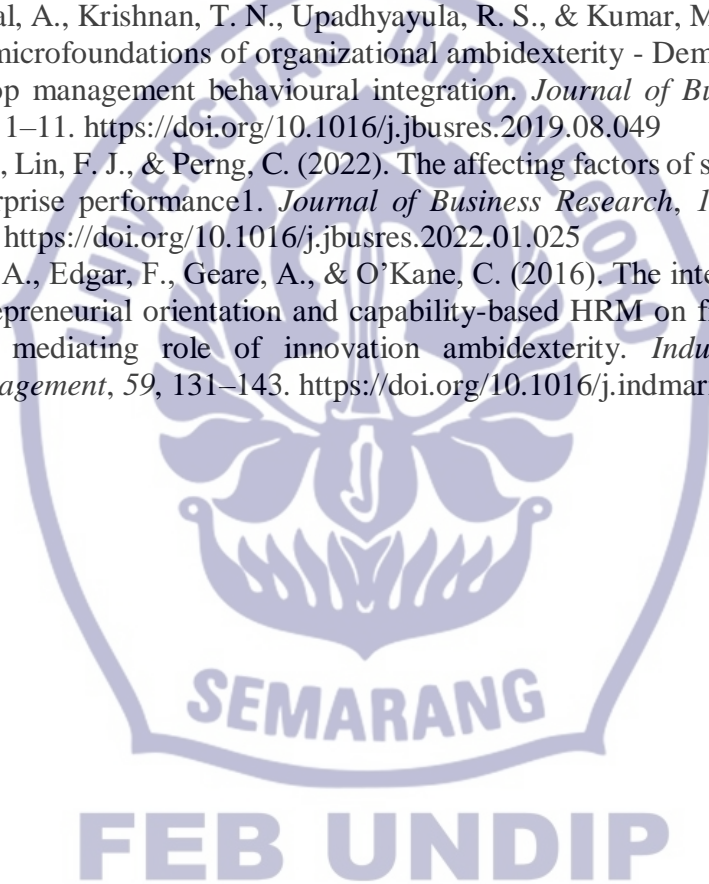 al, A., Krishnan, T. N., Upadhyayula, R. S., & Kumar, M
microfoundations of organizational ambidexterity - Dem
op management behavioural integration. Journal of Bu
1–11. https://doi.org/10.1016/j.jbusres.2019.08.049
, Lin, F. J., & Perng, C. (2022). The affecting factors of s
rprise performance1. Journal of Business Research, 1
https://doi.org/10.1016/j.jbusres.2022.01.025
A., Edgar, F., Geare, A., & O’Kane, C. (2016). The inte
epreneurial orientation and capability-based HRM on f
mediating role of innovation ambidexterity. Indu
agement, 59, 131–143. https://doi.org/10.1016/j.indmar
UNIVERSITAS DIPONEGORO
SEMARANG
FEB UNDIP